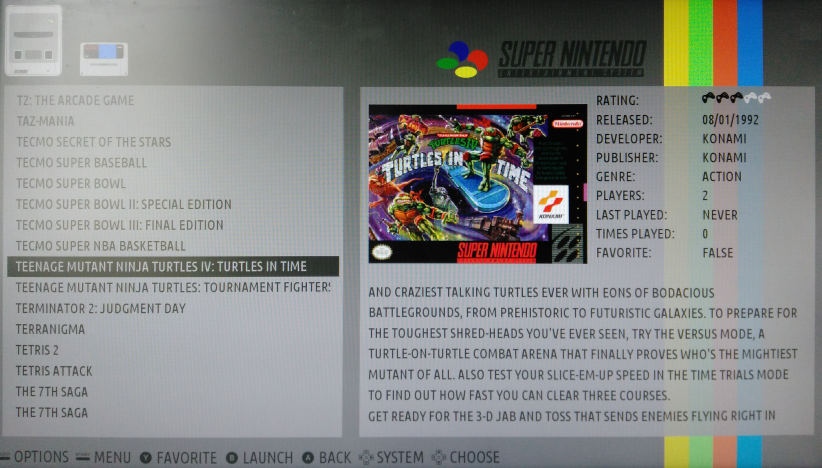 SUPER NINTENDO
ENTERTAINMENT SYSTEM
T2: THE ARCADE GAME
TAZ-MANIA
TECMO SECRET OF THE STARS
TECMO SUPER BASEBALL
TECMO SUPER BOWL
TECMO SUPER BOWL II: SPECIAL EDITION
TECMO SUPER BOWL III: FINAL EDITION
TECMO SUPER NBA BASKETBALL
TEENAGE MUTANT NINJA TURTLES IV: TURTLES IN TIME
TEENAGE MUTANT NINJA TURTLES: TOURNAMENT FIGHTERS
TERMINATOR 2: JUDGMENT DAY
TERRANIGMA
TETRIS 2
TETRIS ATTACK
THE 7TH SAGA
THE 7TH SAGA
Nintendo
TURTLES IN TIME
KONAMI
SUPER NINTENDO
RATING:
RELEASED: 08/01/1992
DEVELOPER: KONAMI
PUBLISHER: KONAMI
GENRE: ACTION
PLAYERS: 2
LAST PLAYED: NEVER
TIMES PLAYED: 0
FAVORITE: FALSE
AND CRAZIEST TALKING TURTLES EVER WITH EONS OF BODACIOUS
BATTLEGROUNDS, FROM PREHISTORIC TO FUTURISTIC GALAXIES. TO PREPARE FOR
THE TOUGHEST SHRED-HEADS YOU'VE EVER SEEN, TRY THE VERSUS MODE, A
TURTLE-ON-TURTLE COMBAT ARENA THAT FINALLY PROVES WHO'S THE MIGHTIEST
MUTANT OF ALL. ALSO TEST YOUR SLICE-EM-UP SPEED IN THE TIME TRIALS MODE
TO FIND OUT HOW FAST YOU CAN CLEAR THREE COURSES.
GET READY FOR THE 3-D JAB AND TOSS THAT SENDS ENEMIES FLYING RIGHT IN
OPTIONS MENU Y FAVORITE B LAUNCH A BACK SYSTEM CHOOSE